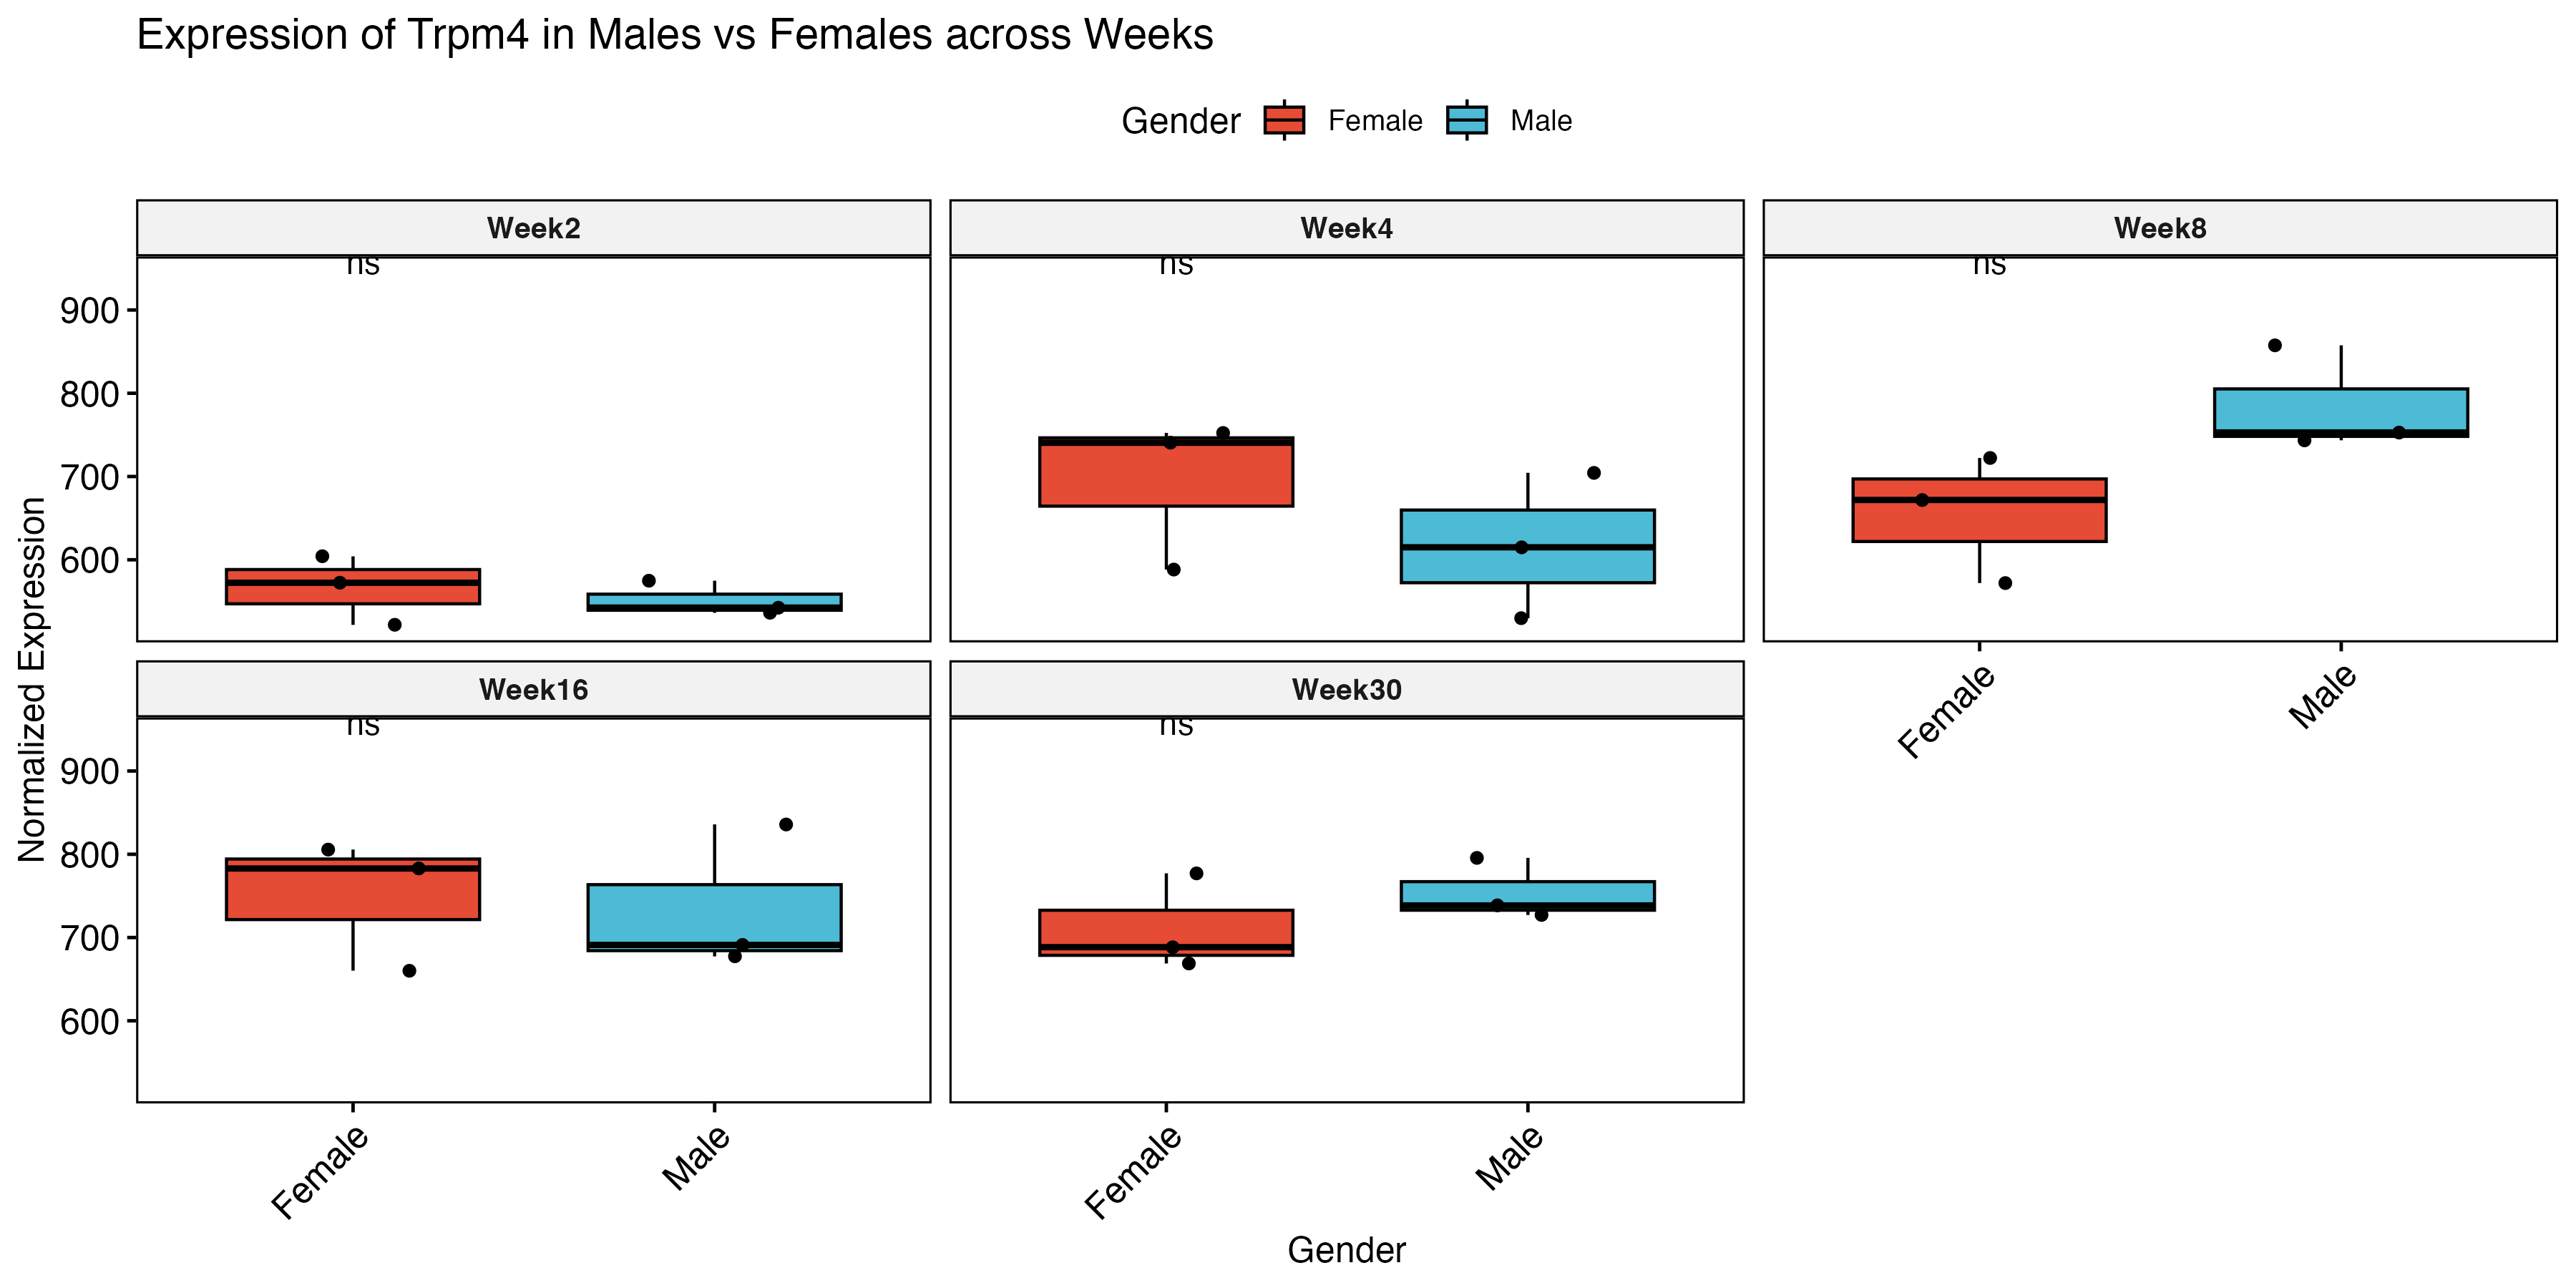 Expression of Trpm4 in Males vs Females across Weeks
Gender Female Male
Week2 Week4 Week8
ns ns ns
900
800
700
600
Normalized Expression
Female Male
Week16 Week30
ns ns
900
800
700
600
Female Male Female Male
Gender